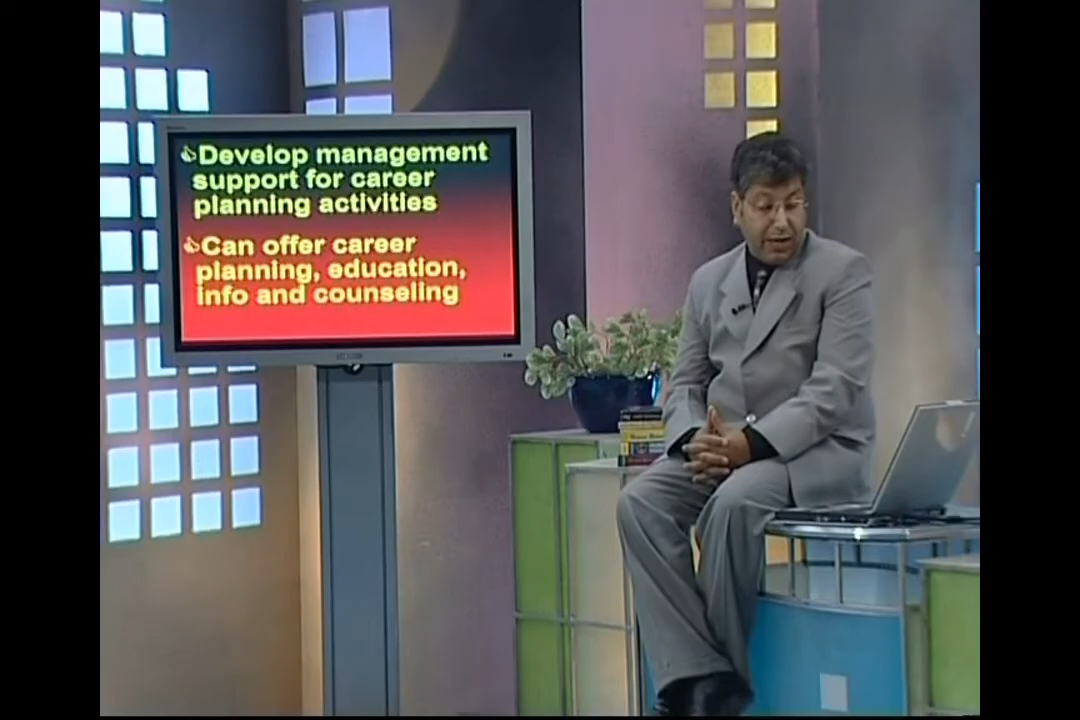 Develop management
support for career
planning activities
Can offer career
planning, education,
info and counseling